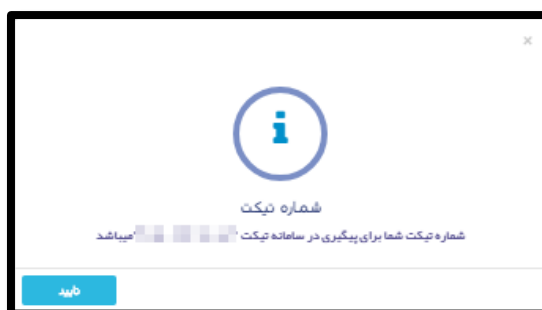 ×
شماره تیکت
شماره تیکت شما برای پیگیری در سامانه تیکت " "میباشد
تایید